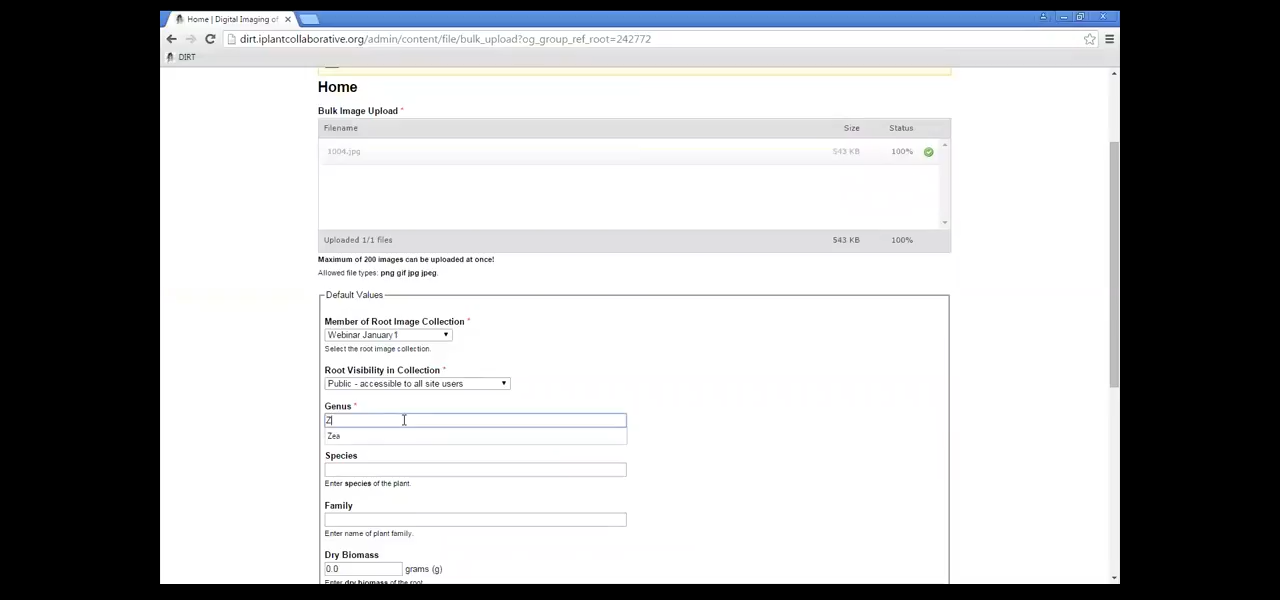 Home | Digital Imaging of
dirt.iplantcollaborative.org/admin/content/file/bulk_upload?og_group_ref_root=242772
DIRT
Home
Bulk Image Upload *
Filename Size Status
1004.jpg 543 KB 100%
Uploaded 1/1 files 543 KB 100%
Maximum of 200 images can be uploaded at once!
Allowed file types: png gif jpg jpeg.
Default Values
Member of Root Image Collection *
Webinar January1
Select the root image collection.
Root Visibility in Collection *
Public - accessible to all site users
Genus *
Z
Zea
Species
Enter species of the plant.
Family
Enter name of plant family.
Dry Biomass
0.0 grams (g)
Enter dry biomass of the root.